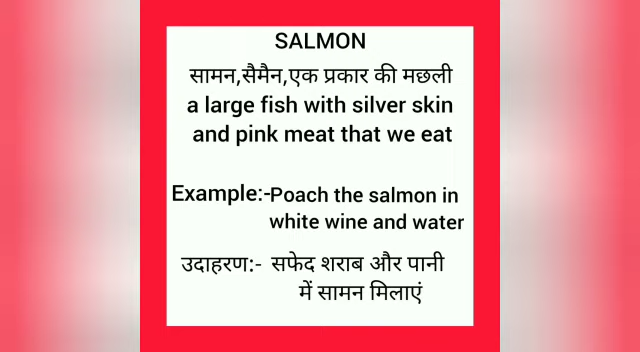 SALMON
सामन,सैमैन,एक प्रकार की मछली
a large fish with silver skin
and pink meat that we eat
Example:-Poach the salmon in
white wine and water
उदाहरण:- सफेद शराब और पानी
में सामन मिलाएं